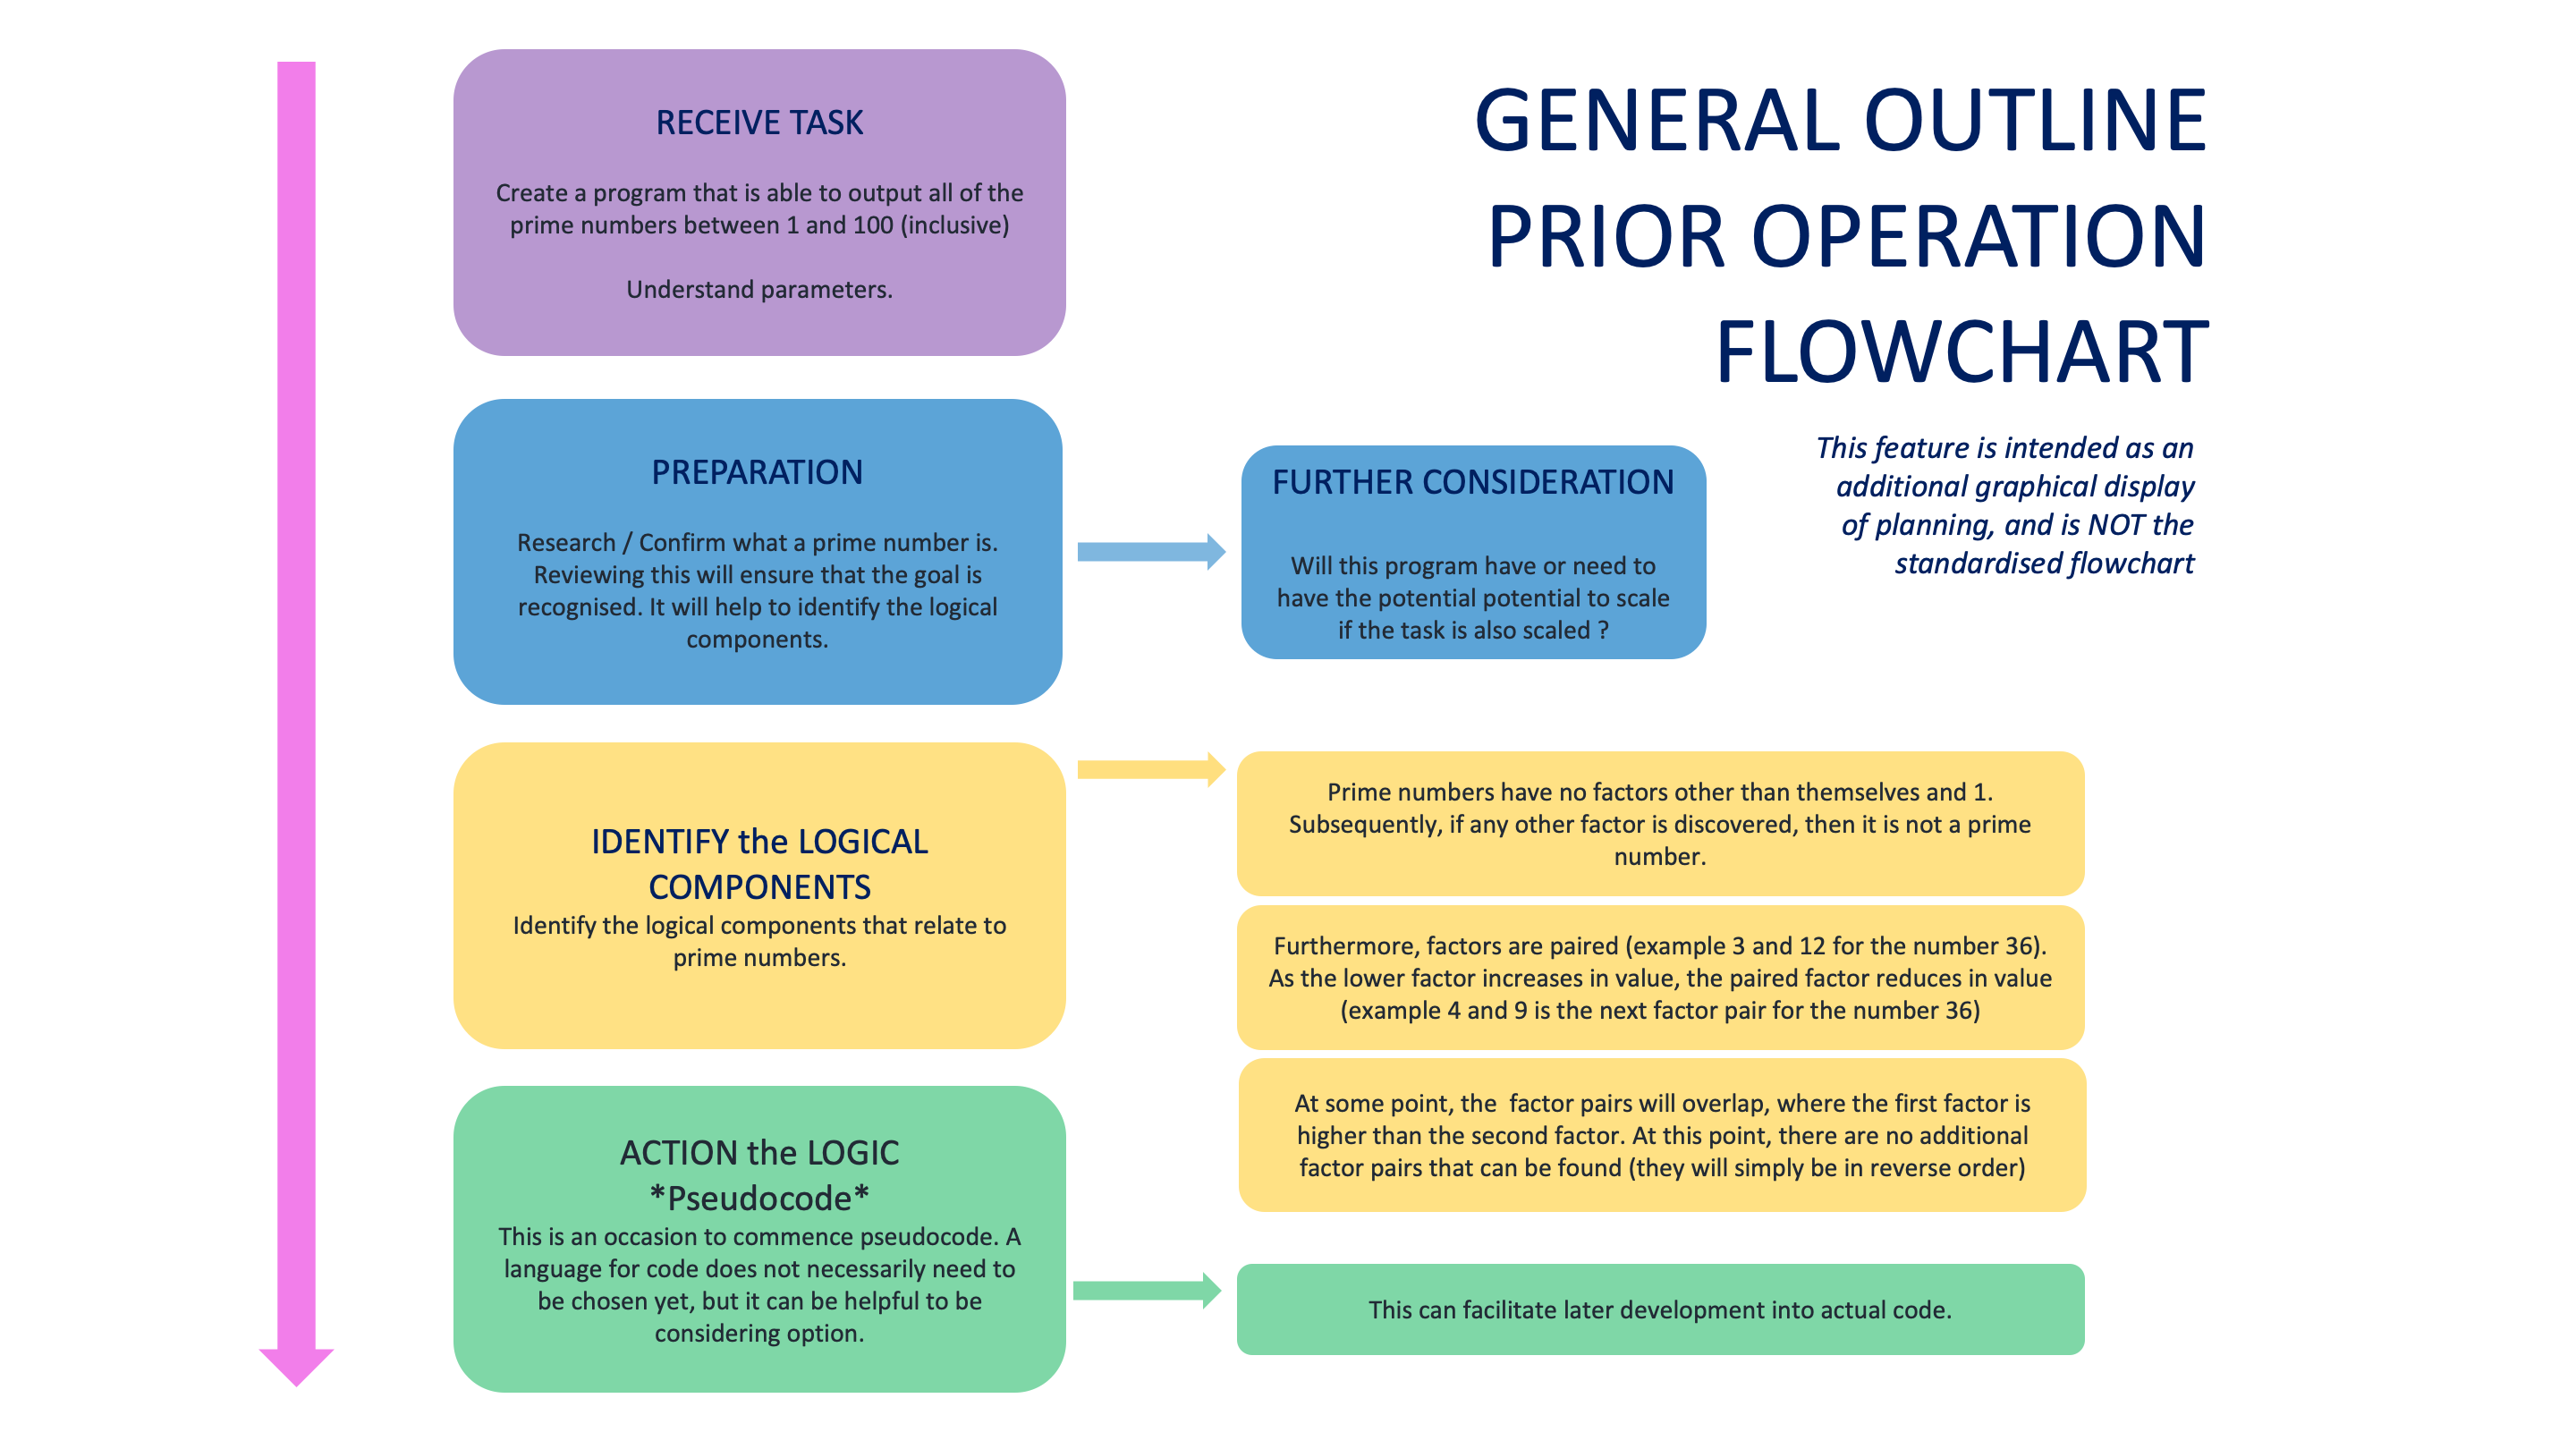 GENERAL OUTLINE
PRIOR OPERATION
FLOWCHART
This feature is intended as an
additional graphical display
of planning, and is NOT the
standardised flowchart
RECEIVE TASK
Create a program that is able to output all of the
prime numbers between 1 and 100 (inclusive)
Understand parameters.
PREPARATION
Research / Confirm what a prime number is.
Reviewing this will ensure that the goal is
recognised. It will help to identify the logical
components.
FURTHER CONSIDERATION
Will this program have or need to
have the potential potential to scale
if the task is also scaled ?
IDENTIFY the LOGICAL
COMPONENTS
Identify the logical components that relate to
prime numbers.
Prime numbers have no factors other than themselves and 1.
Subsequently, if any other factor is discovered, then it is not a prime
number.
Furthermore, factors are paired (example 3 and 12 for the number 36).
As the lower factor increases in value, the paired factor reduces in value
(example 4 and 9 is the next factor pair for the number 36)
At some point, the  factor pairs will overlap, where the first factor is
higher than the second factor. At this point, there are no additional
factor pairs that can be found (they will simply be in reverse order)
ACTION the LOGIC
*Pseudocode*
This is an occasion to commence pseudocode. A
language for code does not necessarily need to
be chosen yet, but it can be helpful to be
considering option.
This can facilitate later development into actual code.